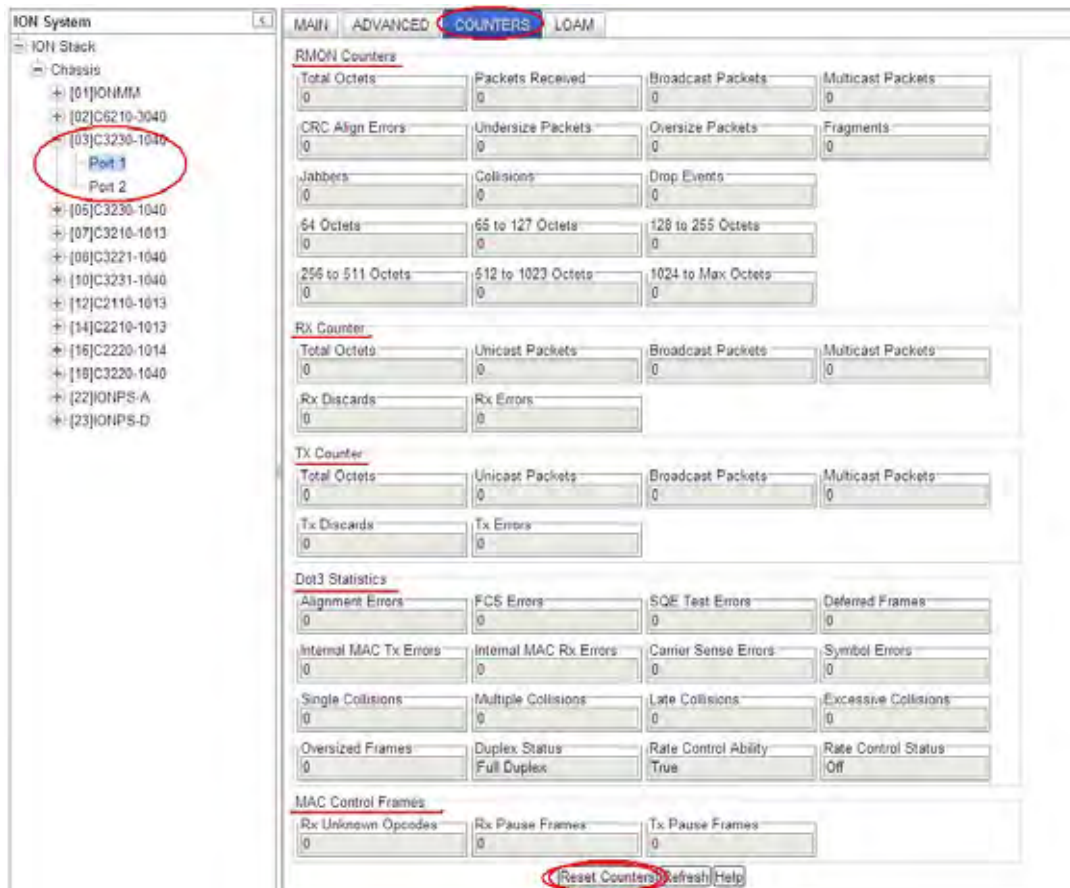 ION System
ION Stack
Chassis
[01]IONMM
[02]C6210-3040
[03]C3230-1040
Port 1
Port 2
[05]C3230-1040
[07]C3210-1013
[08]C3221-1040
[10]C3231-1040
[12]C2110-1013
[14]C2210-1013
[16]C2220-1014
[18]C3220-1040
[22]IONPS-A
[23]IONPS-D
MAIN ADVANCED COUNTERS LOAM
RMON Counters
Total Octets Packets Received Broadcast Packets Multicast Packets
0 0 0 0
CRC Align Errors Undersize Packets Oversize Packets Fragments
0 0 0 0
Jabbers Collisions Drop Events
0 0 0
64 Octets 65 to 127 Octets 128 to 255 Octets
0 0 0
256 to 511 Octets 512 to 1023 Octets 1024 to Max Octets
0 0 0
RX Counter
Total Octets Unicast Packets Broadcast Packets Multicast Packets
0 0 0 0
Rx Discards Rx Errors
0 0
TX Counter
Total Octets Unicast Packets Broadcast Packets Multicast Packets
0 0 0 0
Tx Discards Tx Errors
0 0
Dot3 Statistics
Alignment Errors FCS Errors SQE Test Errors Deferred Frames
0 0 0 0
Internal MAC Tx Errors Internal MAC Rx Errors Carrier Sense Errors Symbol Errors
0 0 0 0
Single Collisions Multiple Collisions Late Collisions Excessive Collisions
0 0 0 0
Oversized Frames Duplex Status Rate Control Ability Rate Control Status
0 Full Duplex True Off
MAC Control Frames
Rx Unknown Opcodes Rx Pause Frames Tx Pause Frames
0 0 0
Reset Counters Refresh Help